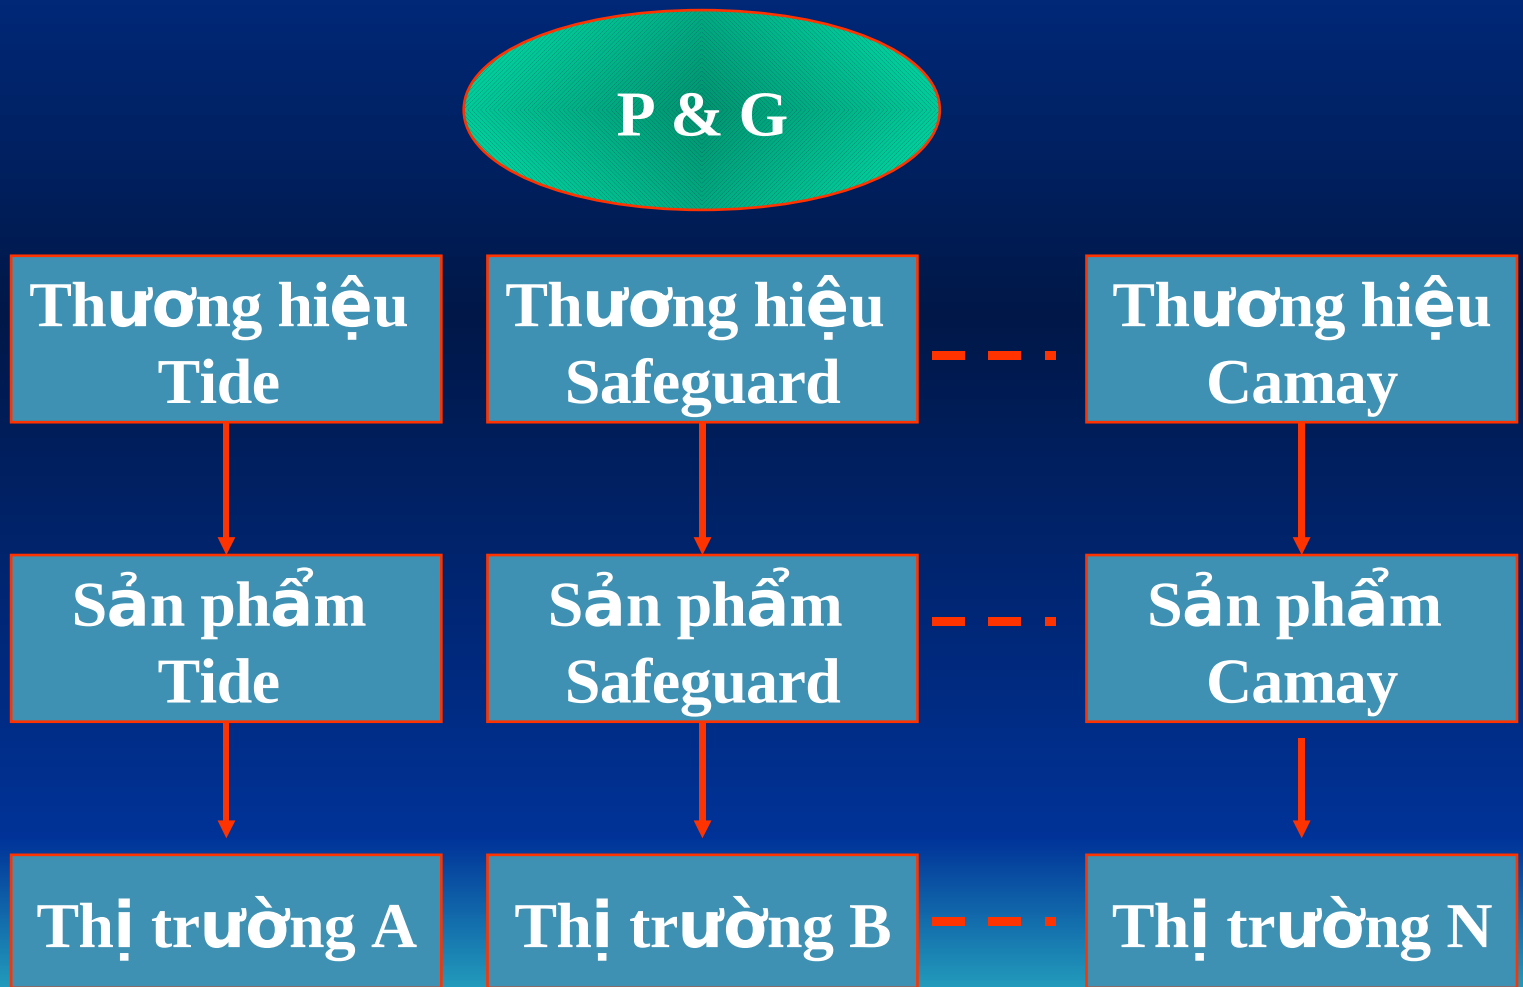 P & G
Thương hiệu
Tide
Thương hiệu
Safeguard
Thương hiệu
Camay
Sản phẩm
Tide
Sản phẩm
Safeguard
Sản phẩm
Camay
Thị trường A
Thị trường B
Thị trường N